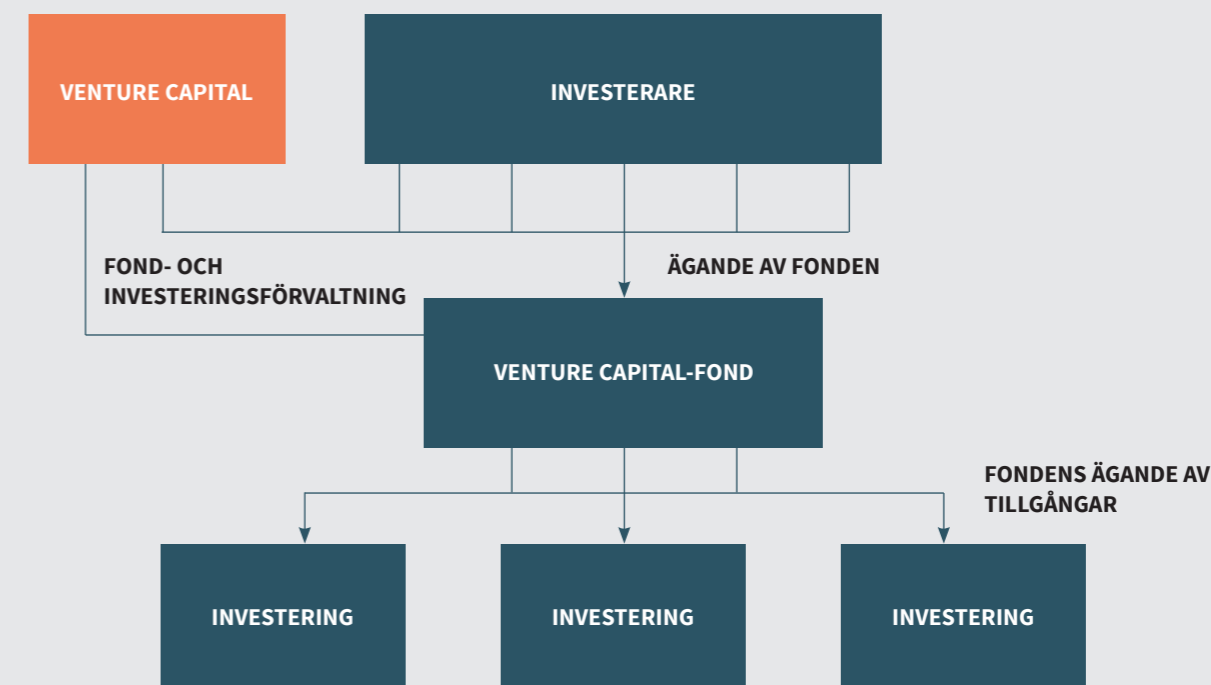 VENTURE CAPITAL
INVESTERARE
FOND- OCH
INVESTERINGSFÖRVALTNING
ÄGANDE AV FONDEN
VENTURE CAPITAL-FOND
FONDENS ÄGANDE AV
TILLGÅNGAR
INVESTERING
INVESTERING
INVESTERING